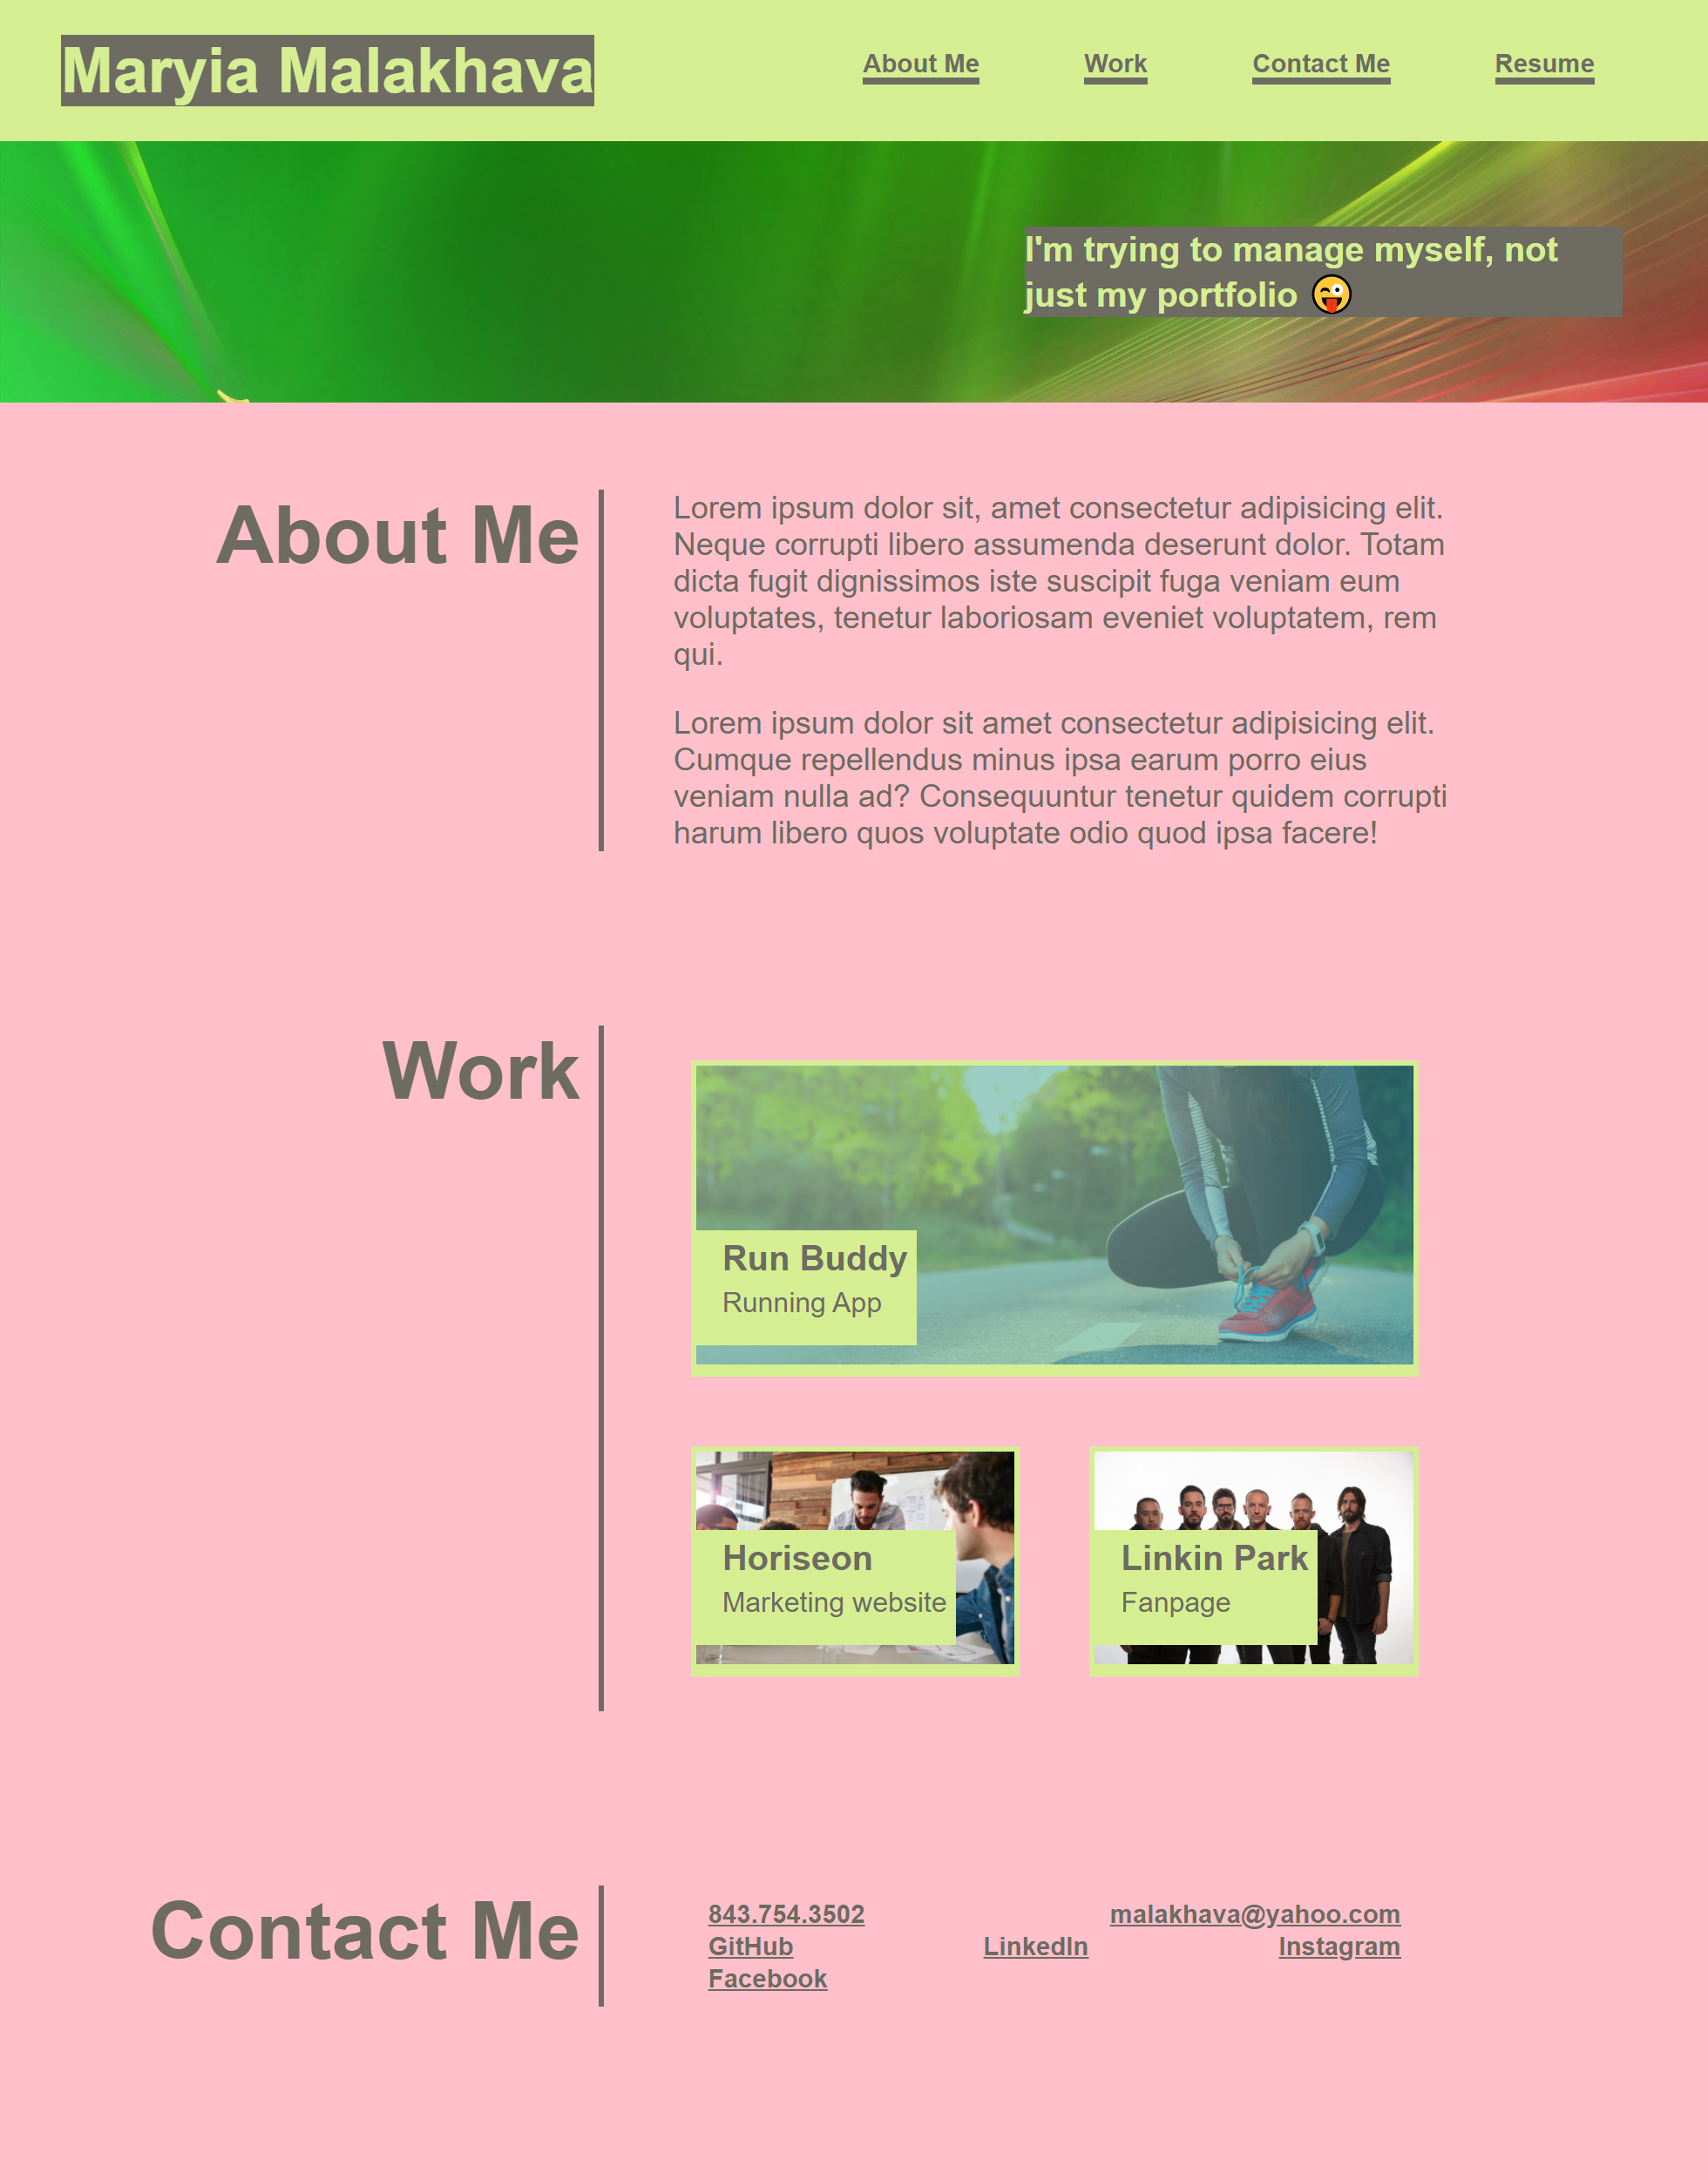 Maryia Malakhava
About Me Work Contact Me Resume
I'm trying to manage myself, not
just my portfolio 😜
About Me
Lorem ipsum dolor sit, amet consectetur adipisicing elit.
Neque corrupti libero assumenda deserunt dolor. Totam
dicta fugit dignissimos iste suscipit fuga veniam eum
voluptates, tenetur laboriosam eveniet voluptatem, rem
qui.
Lorem ipsum dolor sit amet consectetur adipisicing elit.
Cumque repellendus minus ipsa earum porro eius
veniam nulla ad? Consequuntur tenetur quidem corrupti
harum libero quos voluptate odio quod ipsa facere!
Work
Run Buddy
Running App
Horiseon
Marketing website
Linkin Park
Fanpage
Contact Me
843.754.3502 malakhava@yahoo.com
GitHub LinkedIn Instagram
Facebook